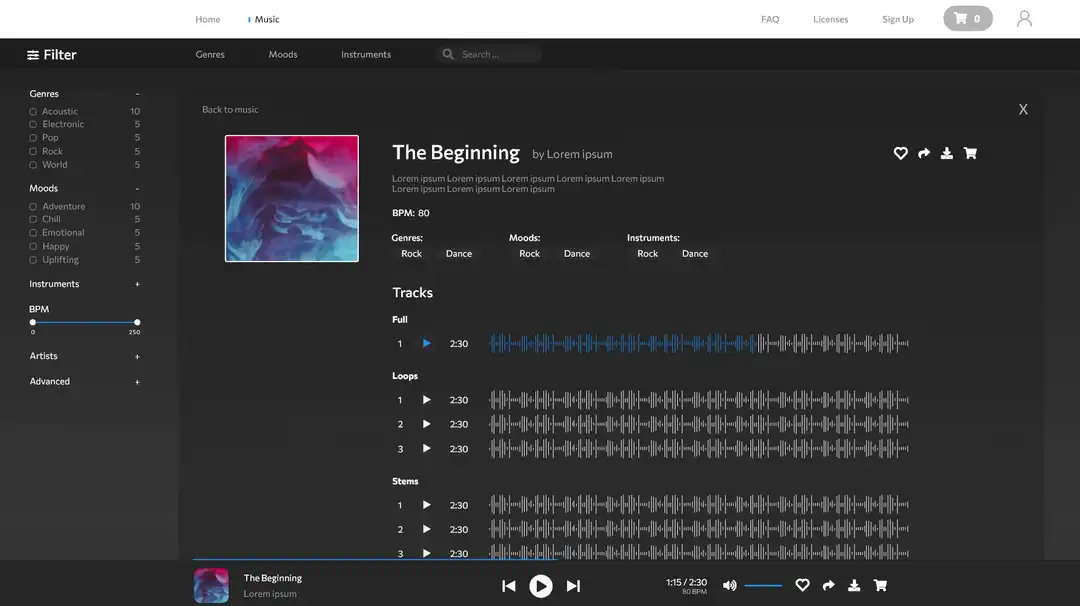 Home
Music
FAQ
Licenses
Sign Up
0
Filter
Genres
Moods
Instruments
Search ...
Genres -
Acoustic 10
Electronic 5
Pop 5
Rock 5
World 5
Moods -
Adventure 10
Chill 5
Emotional 5
Happy 5
Uplifting 5
Instruments +
BPM
0 250
Artists +
Advanced +
Back to music
X
The Beginning by Lorem ipsum
Lorem ipsum Lorem ipsum Lorem ipsum Lorem ipsum Lorem ipsum
Lorem ipsum Lorem ipsum Lorem ipsum
BPM: 80
Genres: Moods: Instruments:
Rock Dance Rock Dance Rock Dance
Tracks
Full
1 2:30
Loops
1 2:30
2 2:30
3 2:30
Stems
1 2:30
2 2:30
3 2:30
The Beginning
Lorem ipsum
1:15 / 2:30
80 BPM